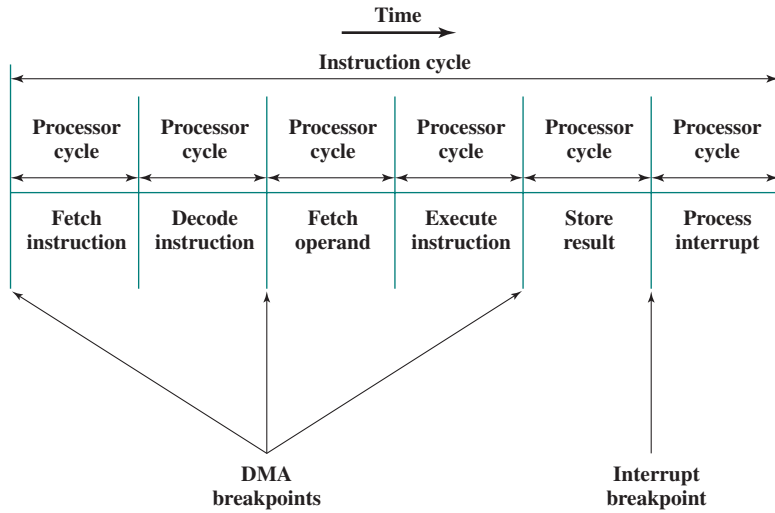 Time
Instruction cycle
Processor Processor Processor Processor Processor Processor
cycle cycle cycle cycle cycle cycle
Fetch Decode Fetch Execute Store Process
instruction instruction operand instruction result interrupt
DMA Interrupt
breakpoints breakpoint